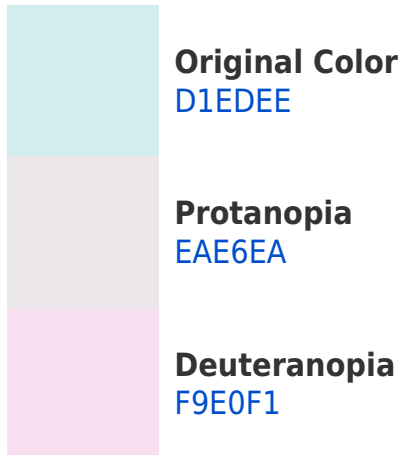 Original Color
D1EDEE
Protanopia
EAE6EA
Deuteranopia
F9E0F1